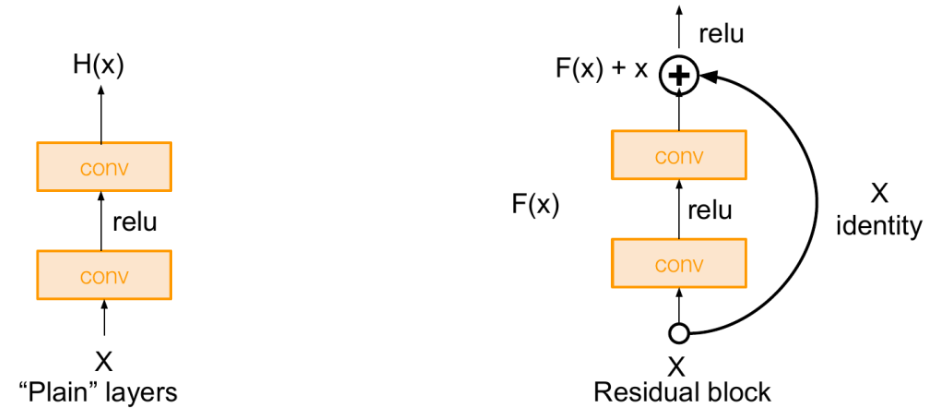 H(x)
conv
relu
conv
X
“Plain” layers
relu
F(x) + x
conv
F(x)
relu
X
identity
conv
X
Residual block